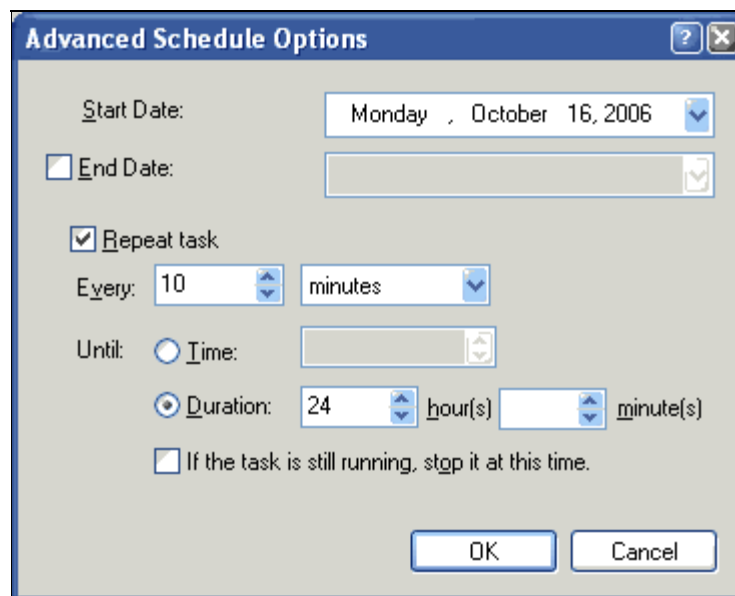 Advanced Schedule Options
Start Date: Monday , October 16, 2006
End Date:
Repeat task
Every: 10 minutes
Until: Time:
Duration: 24 hour(s) minute(s)
If the task is still running, stop it at this time.
OK Cancel